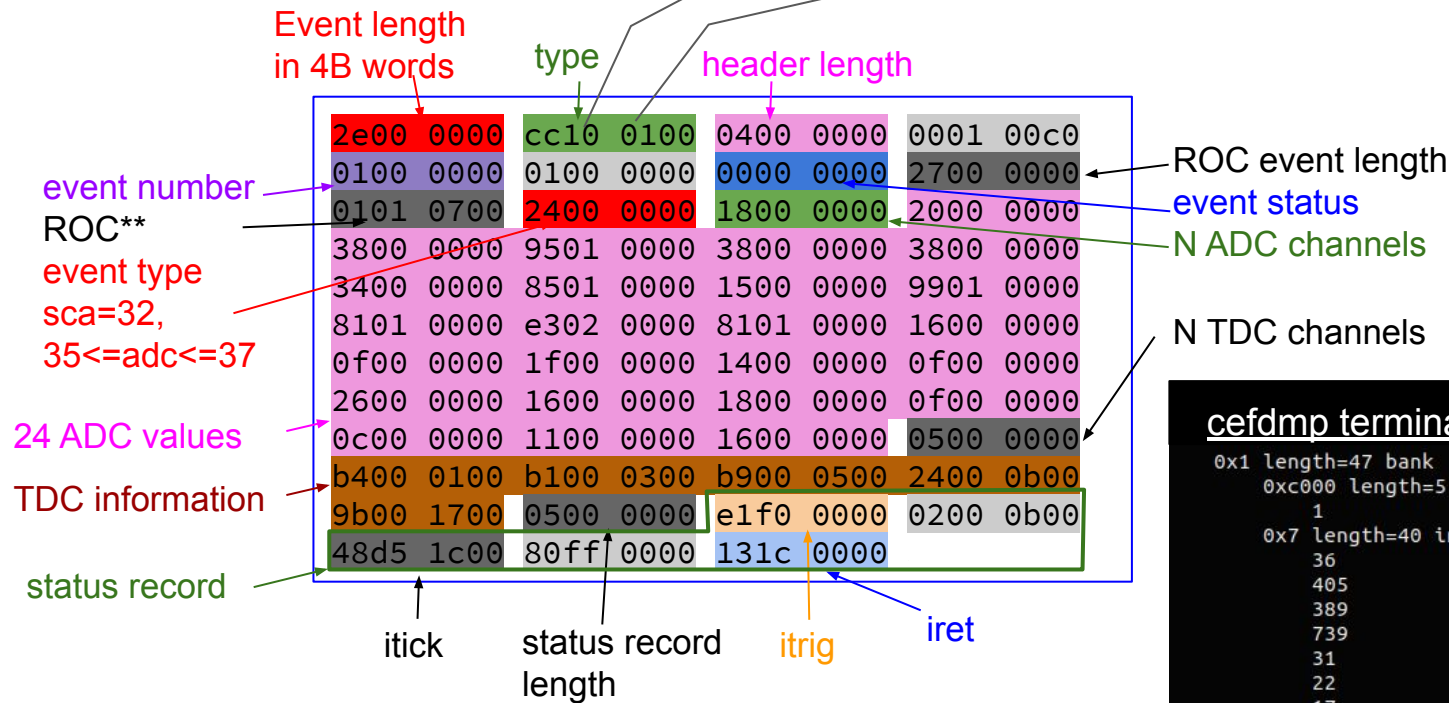 Event length
in 4B words
type
header length
2e00 0000 cc10 0100 0400 0000 0001 00c0
0100 0000 0100 0000 0000 0000 2700 0000
0101 0700 2400 0000 1800 0000 2000 0000
3800 0000 9501 0000 3800 0000 3800 0000
3400 0000 8501 0000 1500 0000 9901 0000
8101 0000 e302 0000 8101 0000 1600 0000
0f00 0000 1f00 0000 1400 0000 0f00 0000
2600 0000 1600 0000 1800 0000 0f00 0000
0c00 0000 1100 0000 1600 0000 0500 0000
b400 0100 b100 0300 b900 0500 2400 0b00
9b00 1700 0500 0000 e1f0 0000 0200 0b00
48d5 1c00 80ff 0000 131c 0000
event number
ROC**
event type
sca=32,
35<=adc<=37
24 ADC values
TDC information
status record
itick
status record
length
itrig
iret
ROC event length
event status
N ADC channels
N TDC channels
cefdmp termina
0x1 length=47 bank
0xc000 length=5
1
0x7 length=40 i
36
405
389
739
31
22